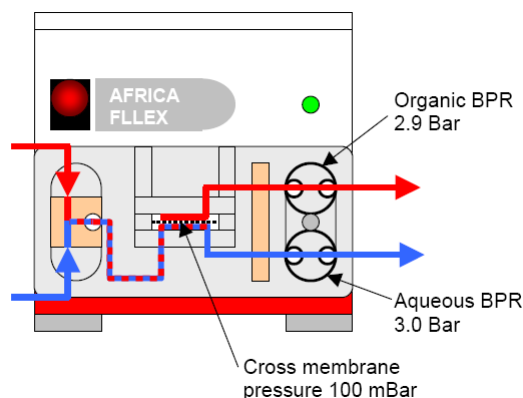 AFRICA
FLLEX
Organic BPR
2.9 Bar
Aqueous BPR
3.0 Bar
Cross membrane
pressure 100 mBar